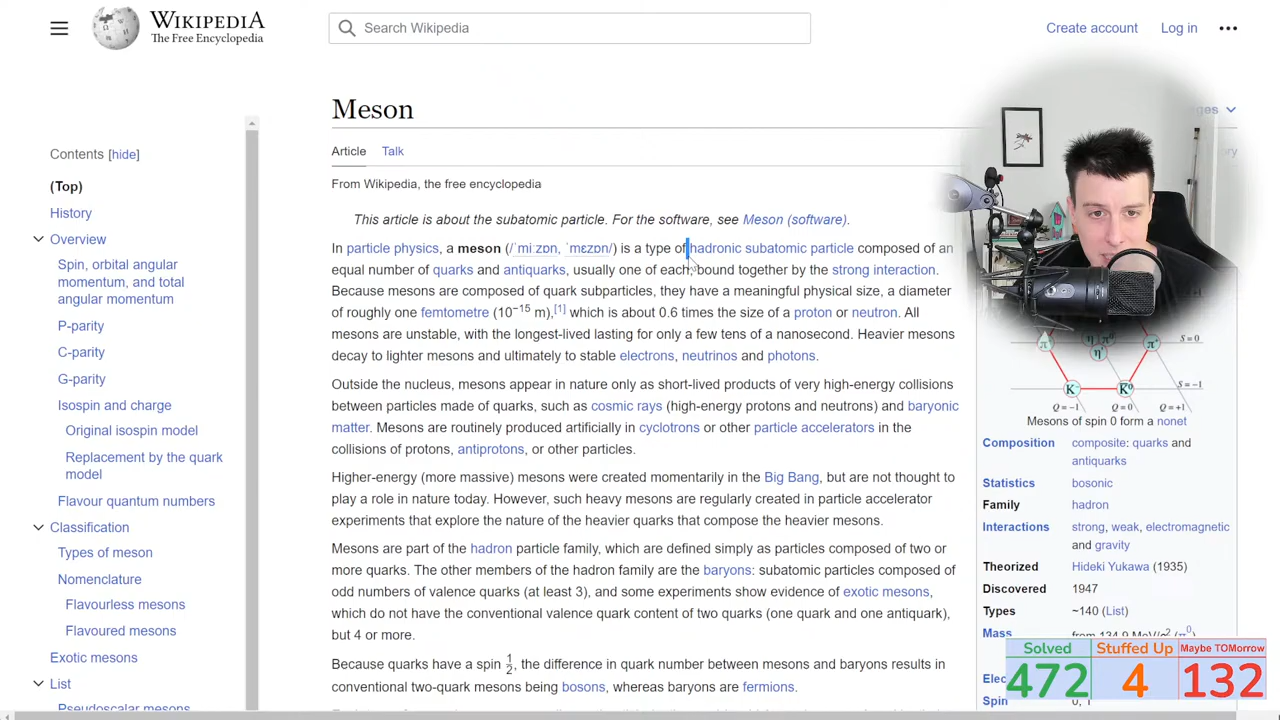 WIKIPEDIA
The Free Encyclopedia
Search Wikipedia
Create account
Log in
Meson
Article
Talk
From Wikipedia, the free encyclopedia
This article is about the subatomic particle. For the software, see Meson (software).
In particle physics, a meson (/ˈmiːzɒn, ˈmɛzɒn/) is a type of hadronic subatomic particle composed of an
equal number of quarks and antiquarks, usually one of each, bound together by the strong interaction.
Because mesons are composed of quark subparticles, they have a meaningful physical size, a diameter
of roughly one femtometre (10⁻¹⁵ m),[1] which is about 0.6 times the size of a proton or neutron. All
mesons are unstable, with the longest-lived lasting for only a few tens of a nanosecond. Heavier mesons
decay to lighter mesons and ultimately to stable electrons, neutrinos and photons.
Outside the nucleus, mesons appear in nature only as short-lived products of very high-energy collisions
between particles made of quarks, such as cosmic rays (high-energy protons and neutrons) and baryonic
matter. Mesons are routinely produced artificially in cyclotrons or other particle accelerators in the
collisions of protons, antiprotons, or other particles.
Higher-energy (more massive) mesons were created momentarily in the Big Bang, but are not thought to
play a role in nature today. However, such heavy mesons are regularly created in particle accelerator
experiments that explore the nature of the heavier quarks that compose the heavier mesons.
Mesons are part of the hadron particle family, which are defined simply as particles composed of two or
more quarks. The other members of the hadron family are the baryons: subatomic particles composed of
odd numbers of valence quarks (at least 3), and some experiments show evidence of exotic mesons,
which do not have the conventional valence quark content of two quarks (one quark and one antiquark),
but 4 or more.
Because quarks have a spin 1/2, the difference in quark number between mesons and baryons results in
conventional two-quark mesons being bosons, whereas baryons are fermions.
Contents [hide]
(Top)
History
Overview
Spin, orbital angular
momentum, and total
angular momentum
P-parity
C-parity
G-parity
Isospin and charge
Original isospin model
Replacement by the quark
model
Flavour quantum numbers
Classification
Types of meson
Nomenclature
Flavourless mesons
Flavoured mesons
Exotic mesons
List
Pseudoscalar mesons
S = 0
S = −1
K⁻
K̄⁰
Q = −1
Q = 0
Q = +1
Mesons of spin 0 form a nonet
Composition composite: quarks and
antiquarks
Statistics bosonic
Family hadron
Interactions strong, weak, electromagnetic
and gravity
Theorized Hideki Yukawa (1935)
Discovered 1947
Types ~140 (List)
Mass from 134.9 MeV/c² (π⁰)
Spin 0, 1
Solved
472
Stuffed Up
4
Maybe TOMorrow
132